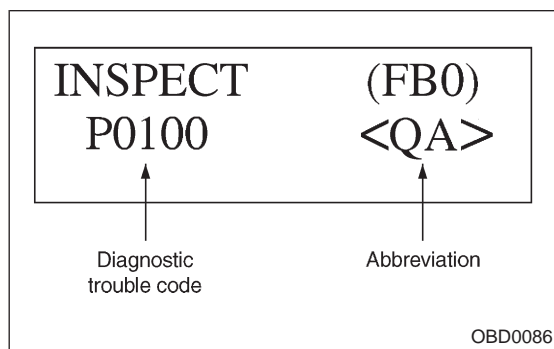 INSPECT (FB0)
P0100 <QA>
Diagnostic Abbreviation
trouble code
OBD0086